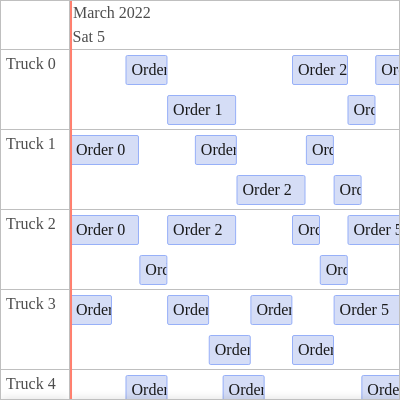 March 2022
Sat 5
Truck 0
Order
Order 2
Or
Order 1
Ord
Truck 1
Order 0
Order
Ord
Order 2
Ord
Truck 2
Order 0
Order 2
Ord
Order 5
Ord
Ord
Truck 3
Order
Order
Order
Order 5
Order
Order
Truck 4
Order
Order
Orde